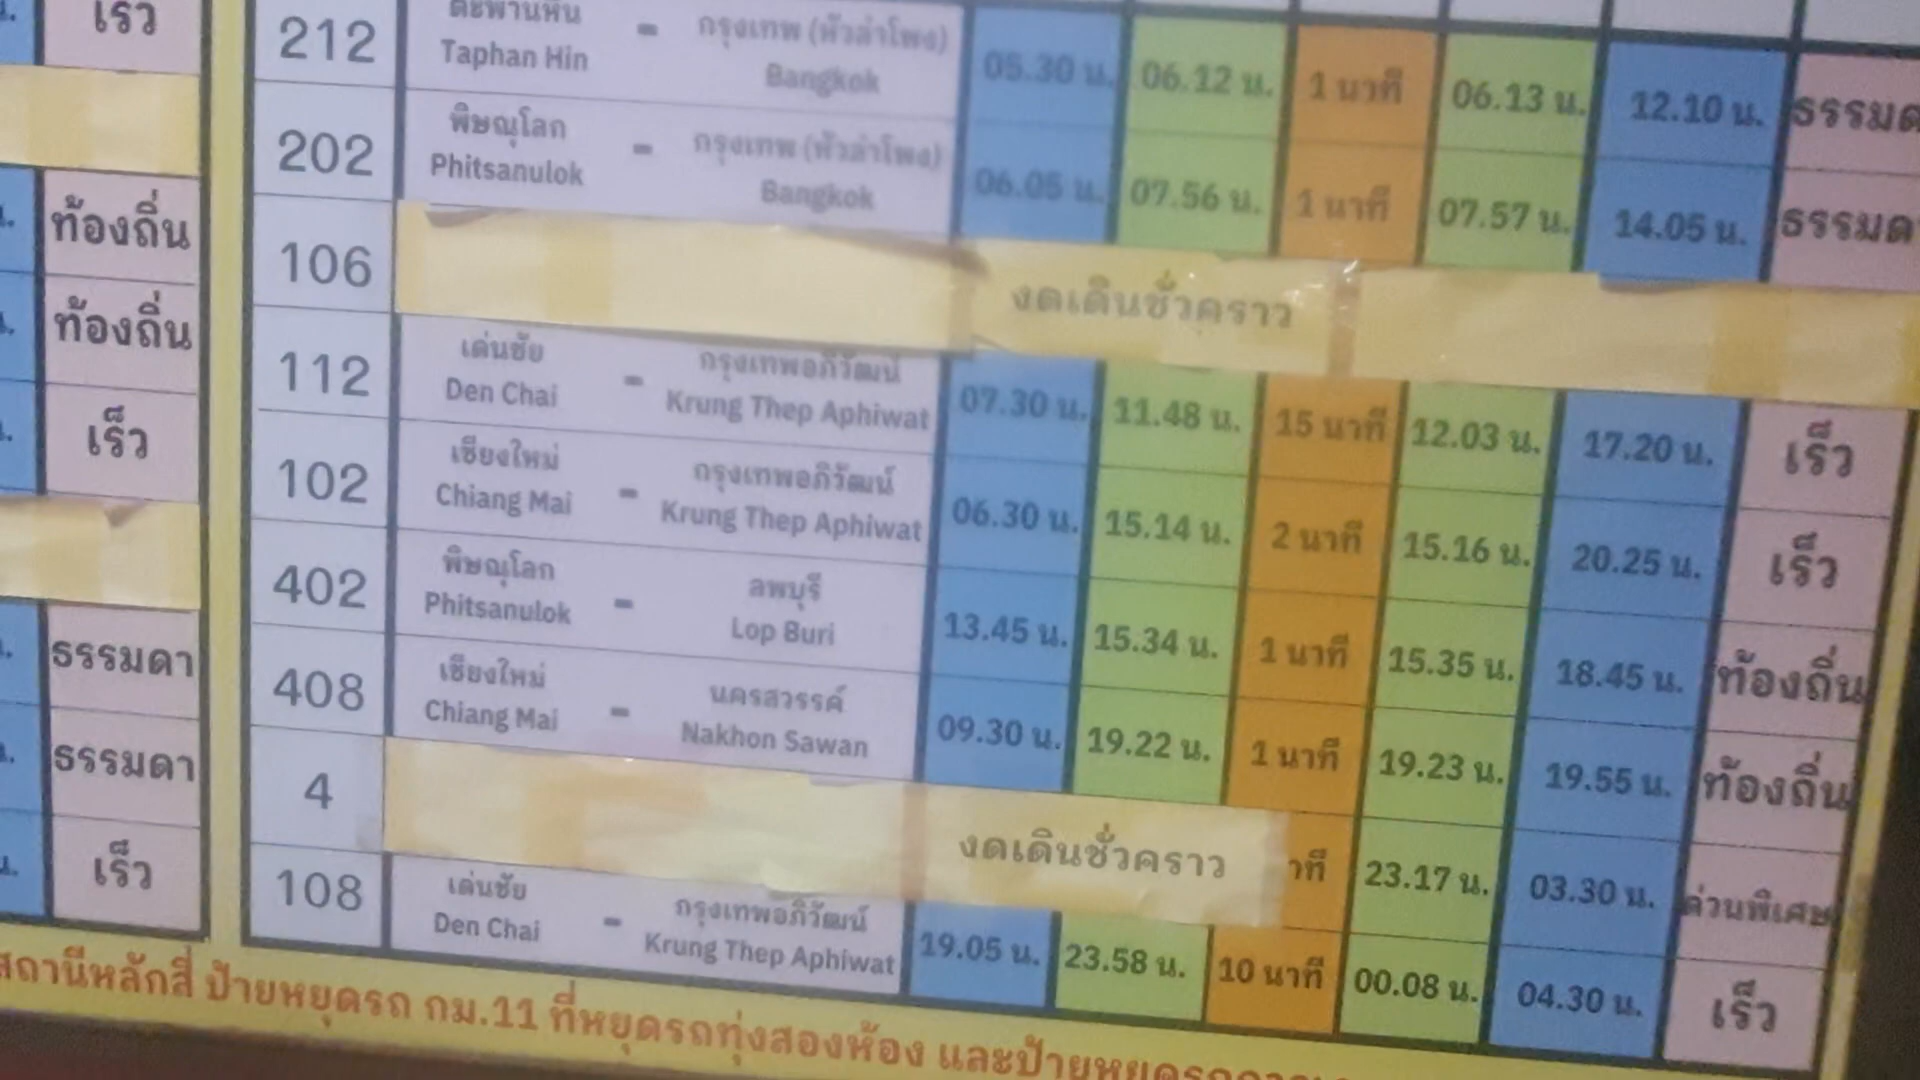 เร็ว
ท้องถิ่น
ท้องถิ่น
เร็ว
ธรรมดา
ธรรมดา
เร็ว
212 ตะพานหิน - กรุงเทพ (หัวลำโพง) 05.30 น. 06.12 น. 1 นาที 06.13 น. 12.10 น.
Taphan Hin Bangkok
202 พิษณุโลก - กรุงเทพ (หัวลำโพง) 06.05 น. 07.56 น. 1 นาที 07.57 น. 14.05 น. ธรรมดา
Phitsanulok Bangkok
106 งดเดินชั่วคราว
112 เด่นชัย - กรุงเทพอภิวัฒน์ 07.30 น. 11.48 น. 15 นาที 12.03 น. 17.20 น. เร็ว
Den Chai Krung Thep Aphiwat
102 เชียงใหม่ - กรุงเทพอภิวัฒน์ 06.30 น. 15.14 น. 2 นาที 15.16 น. 20.25 น. เร็ว
Chiang Mai Krung Thep Aphiwat
402 พิษณุโลก - ลพบุรี 13.45 น. 15.34 น. 1 นาที 15.35 น. 18.45 น. ท้องถิ่น
Phitsanulok Lop Buri
408 เชียงใหม่ - นครสวรรค์ 09.30 น. 19.22 น. 1 นาที 19.23 น. 19.55 น. ท้องถิ่น
Chiang Mai Nakhon Sawan
4 งดเดินชั่วคราว 23.17 น. 03.30 น. ด่วนพิเศษ
108 เด่นชัย - กรุงเทพอภิวัฒน์ 19.05 น. 23.58 น. 10 นาที 00.08 น. 04.30 น. เร็ว
Den Chai Krung Thep Aphiwat
สถานีหลักสี่ ป้ายหยุดรถ กม.11 ที่หยุดรถทุ่งสองห้อง และป้ายหยุดรถ